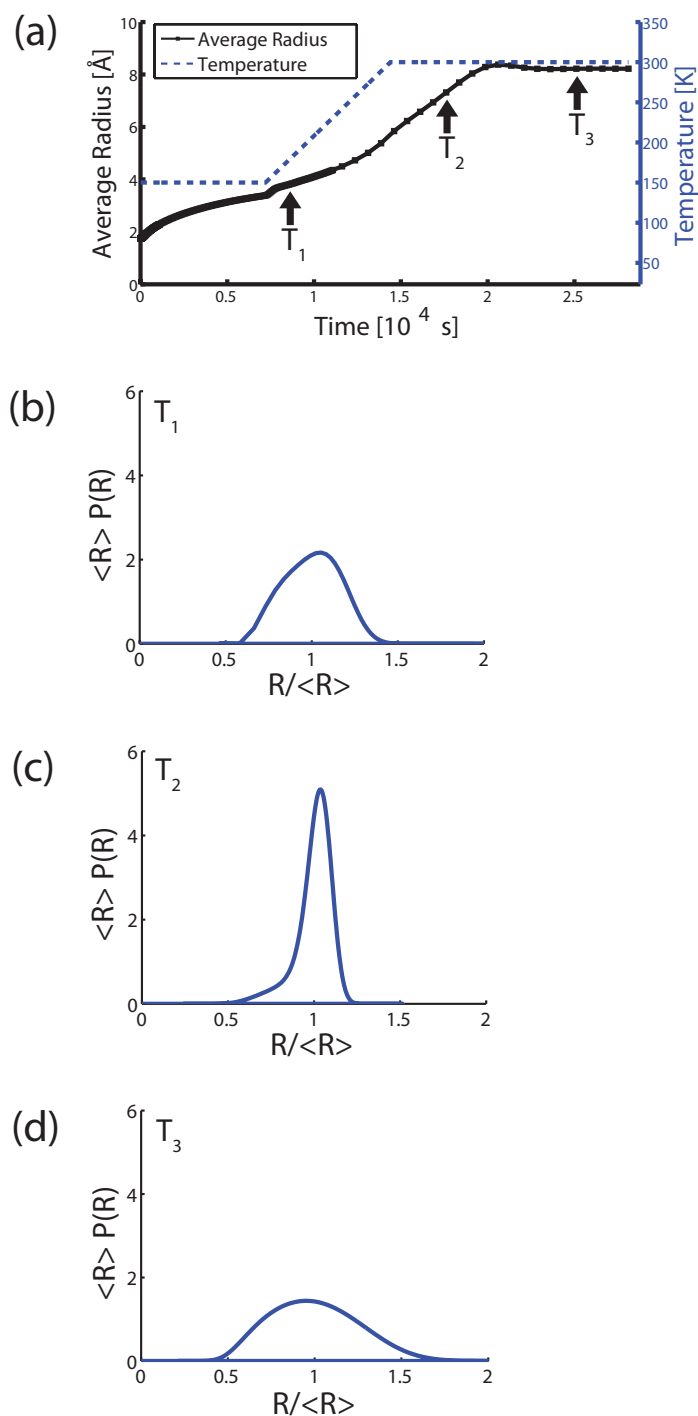 (a)
Average Radius
Temperature
Average Radius [Å]
10
8
6
4
2
0
350
300
250
200
150
100
50
Temperature [K]
T1
T2
T3
0 0.5 1 1.5 2 2.5
Time [10 4 s]
(b)
T1
<R> P(R)
6
4
2
0
0 0.5 1 1.5 2
R/<R>
(c)
T2
<R> P(R)
6
4
2
0
0 0.5 1 1.5 2
R/<R>
(d)
T3
<R> P(R)
6
4
2
0
0 0.5 1 1.5 2
R/<R>